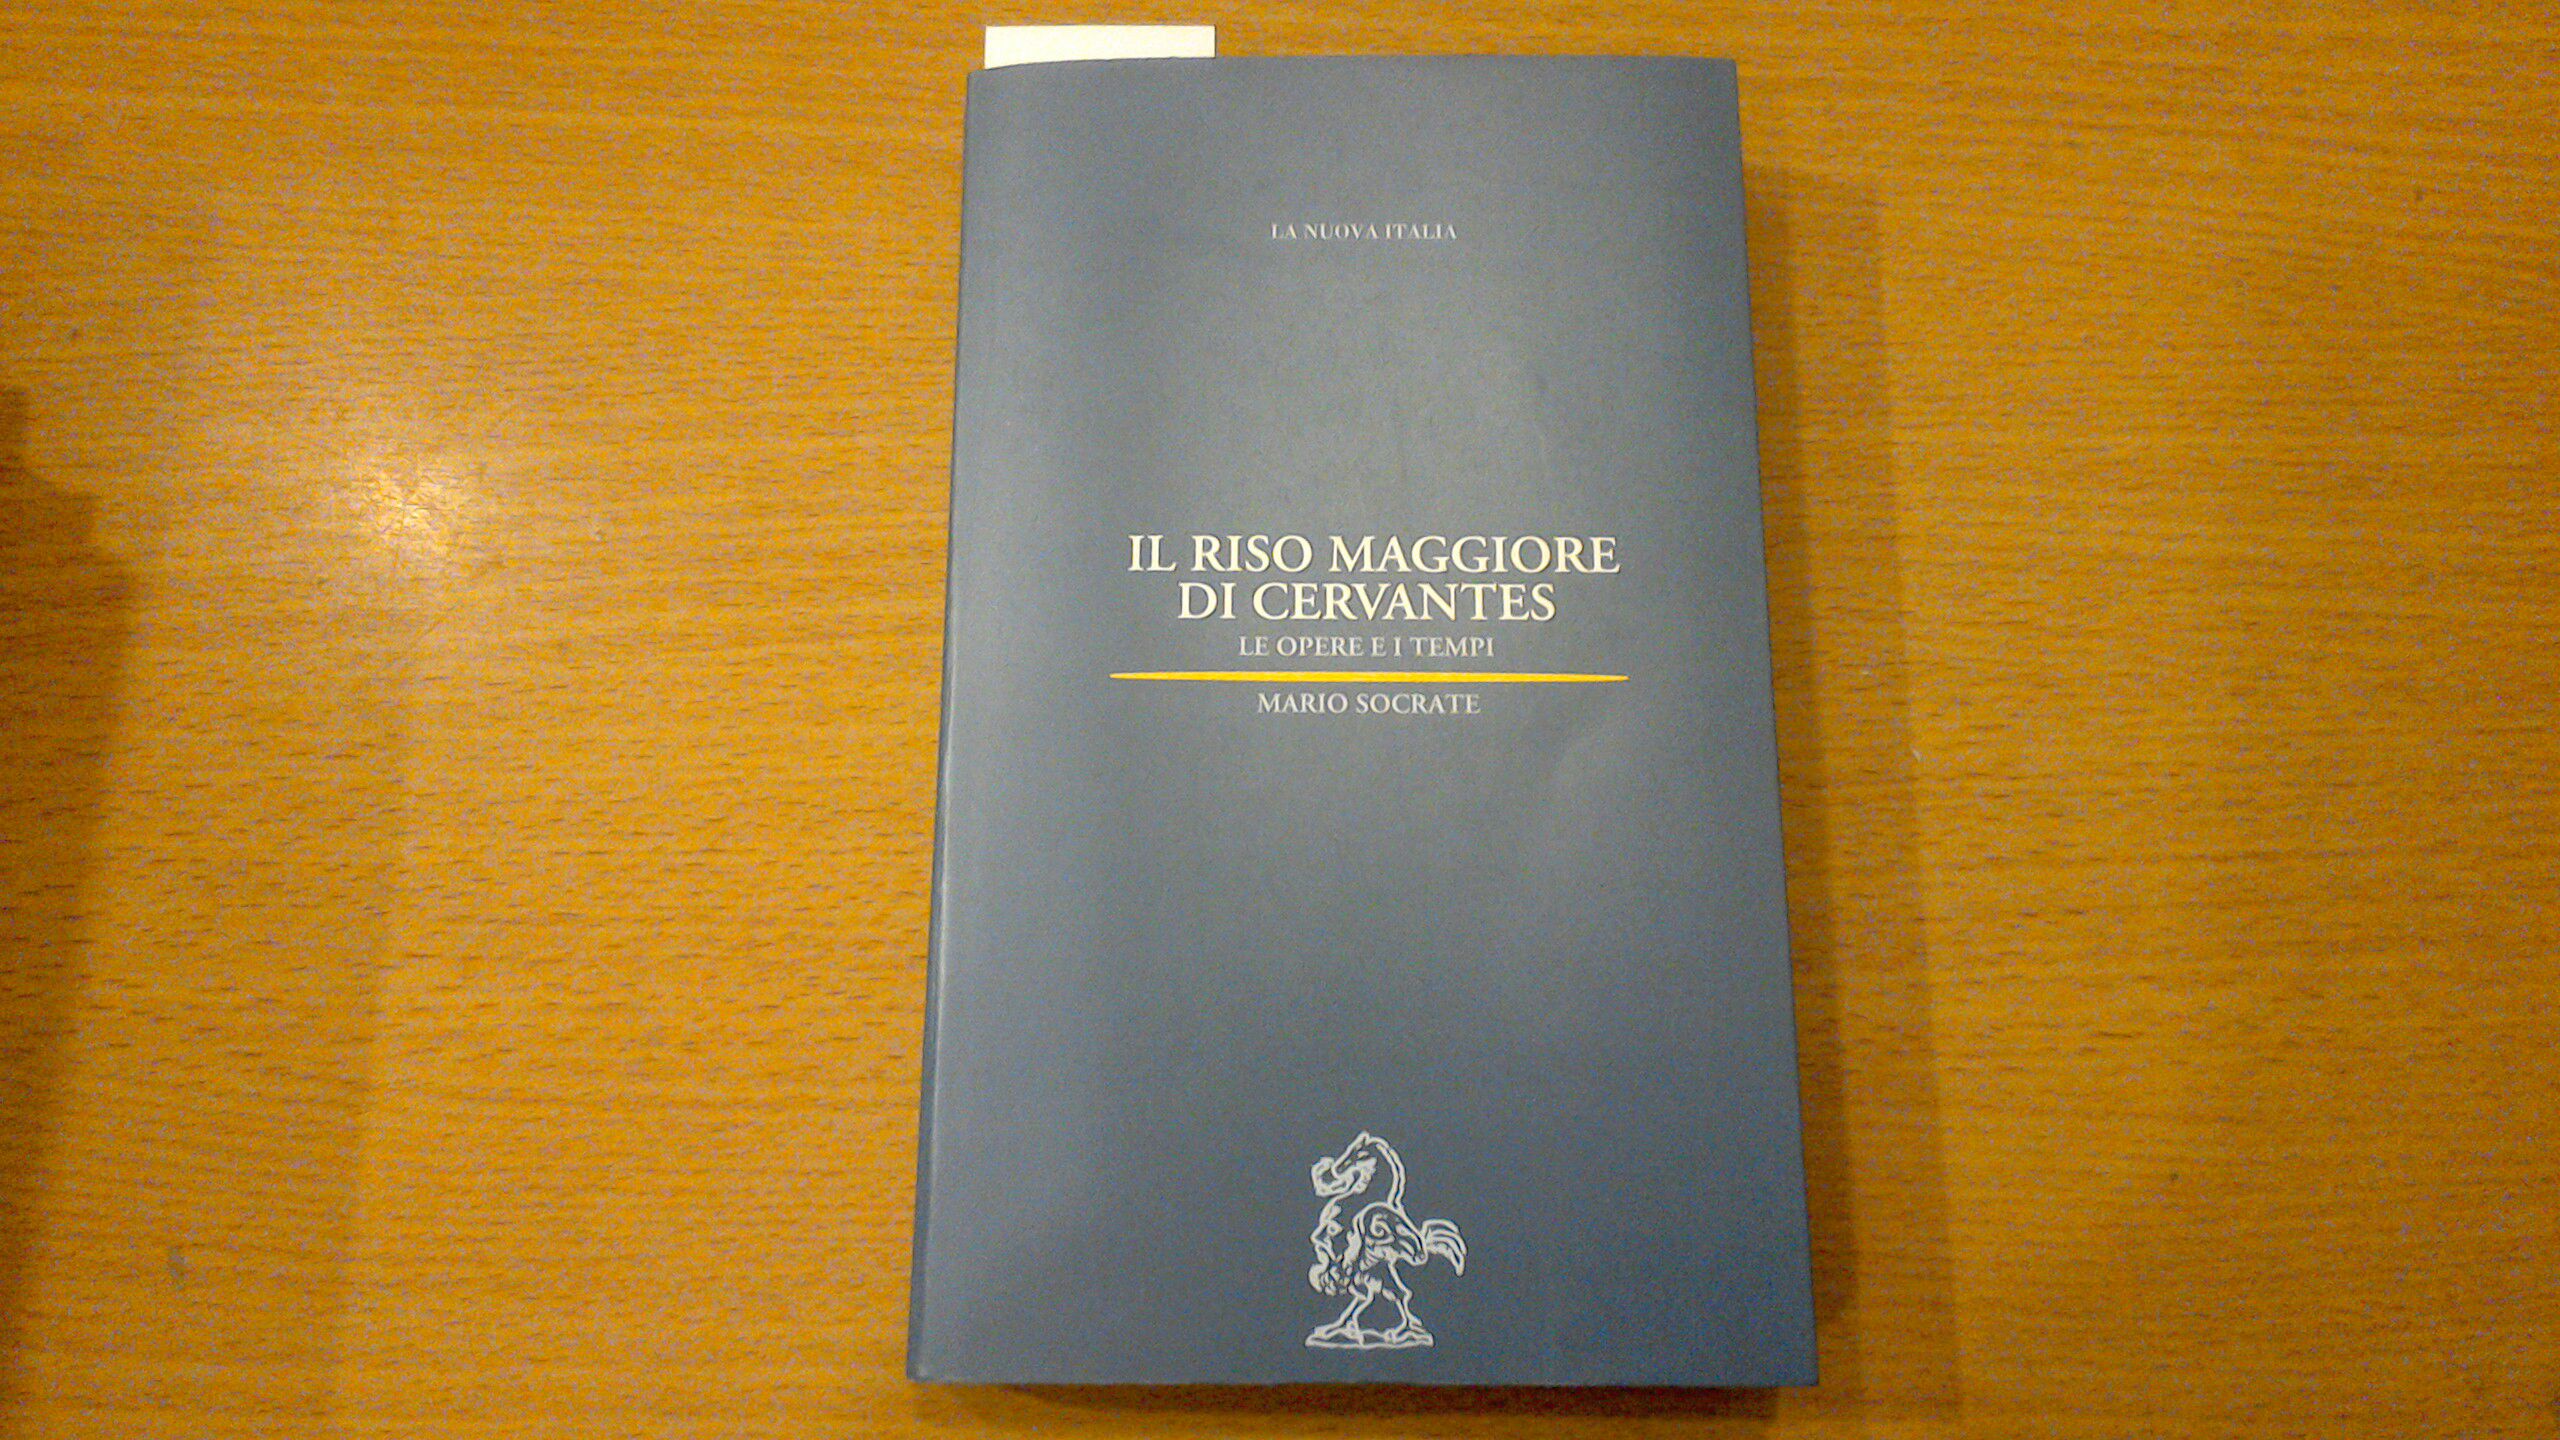 LA NUOVA ITALIA
IL RISO MAGGIORE
DI CERVANTES
LE OPERE E I TEMPI
MARIO SOCRATE